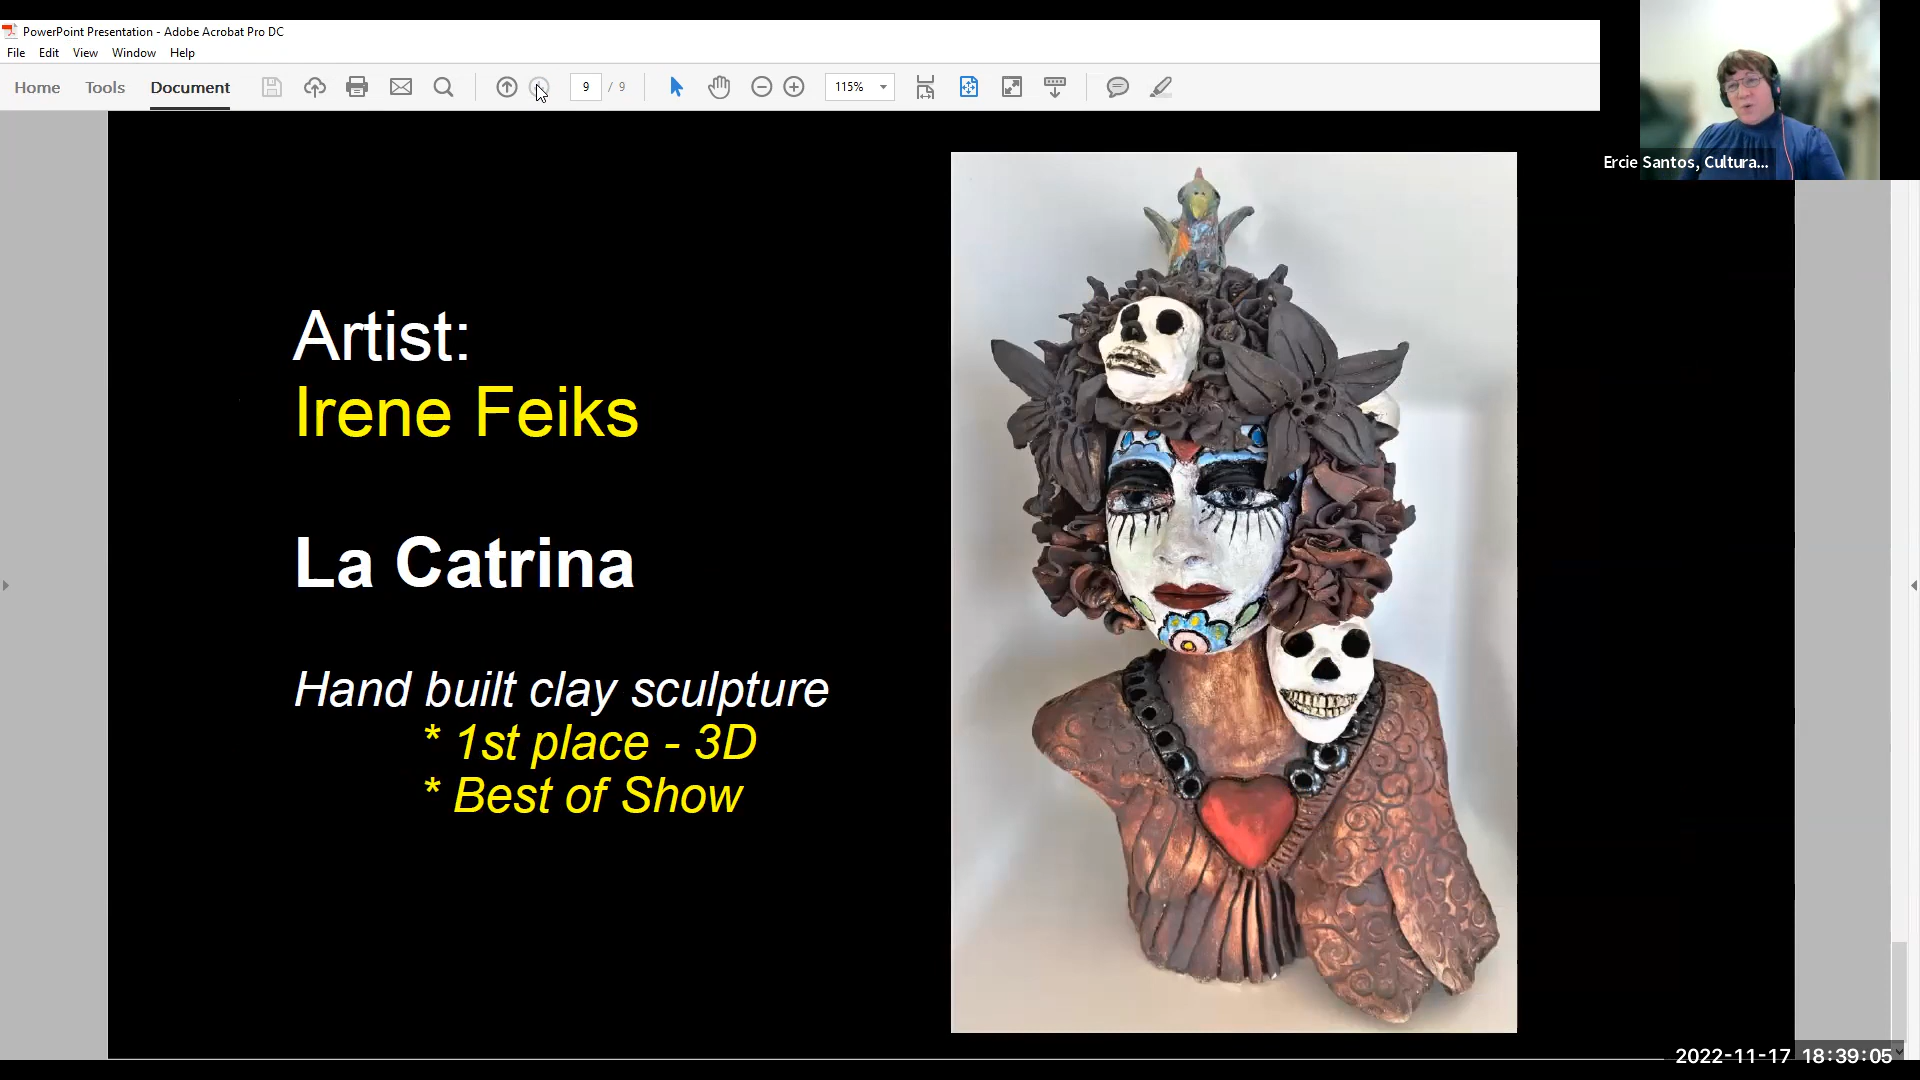 PowerPoint Presentation - Adobe Acrobat Pro DC
File Edit View Window Help
Home Tools Document 9 / 9 115%
Ercie Santos, Cultura...
Artist:
Irene Feiks
La Catrina
Hand built clay sculpture
* 1st place - 3D
* Best of Show
2022-11-17 18:39:05